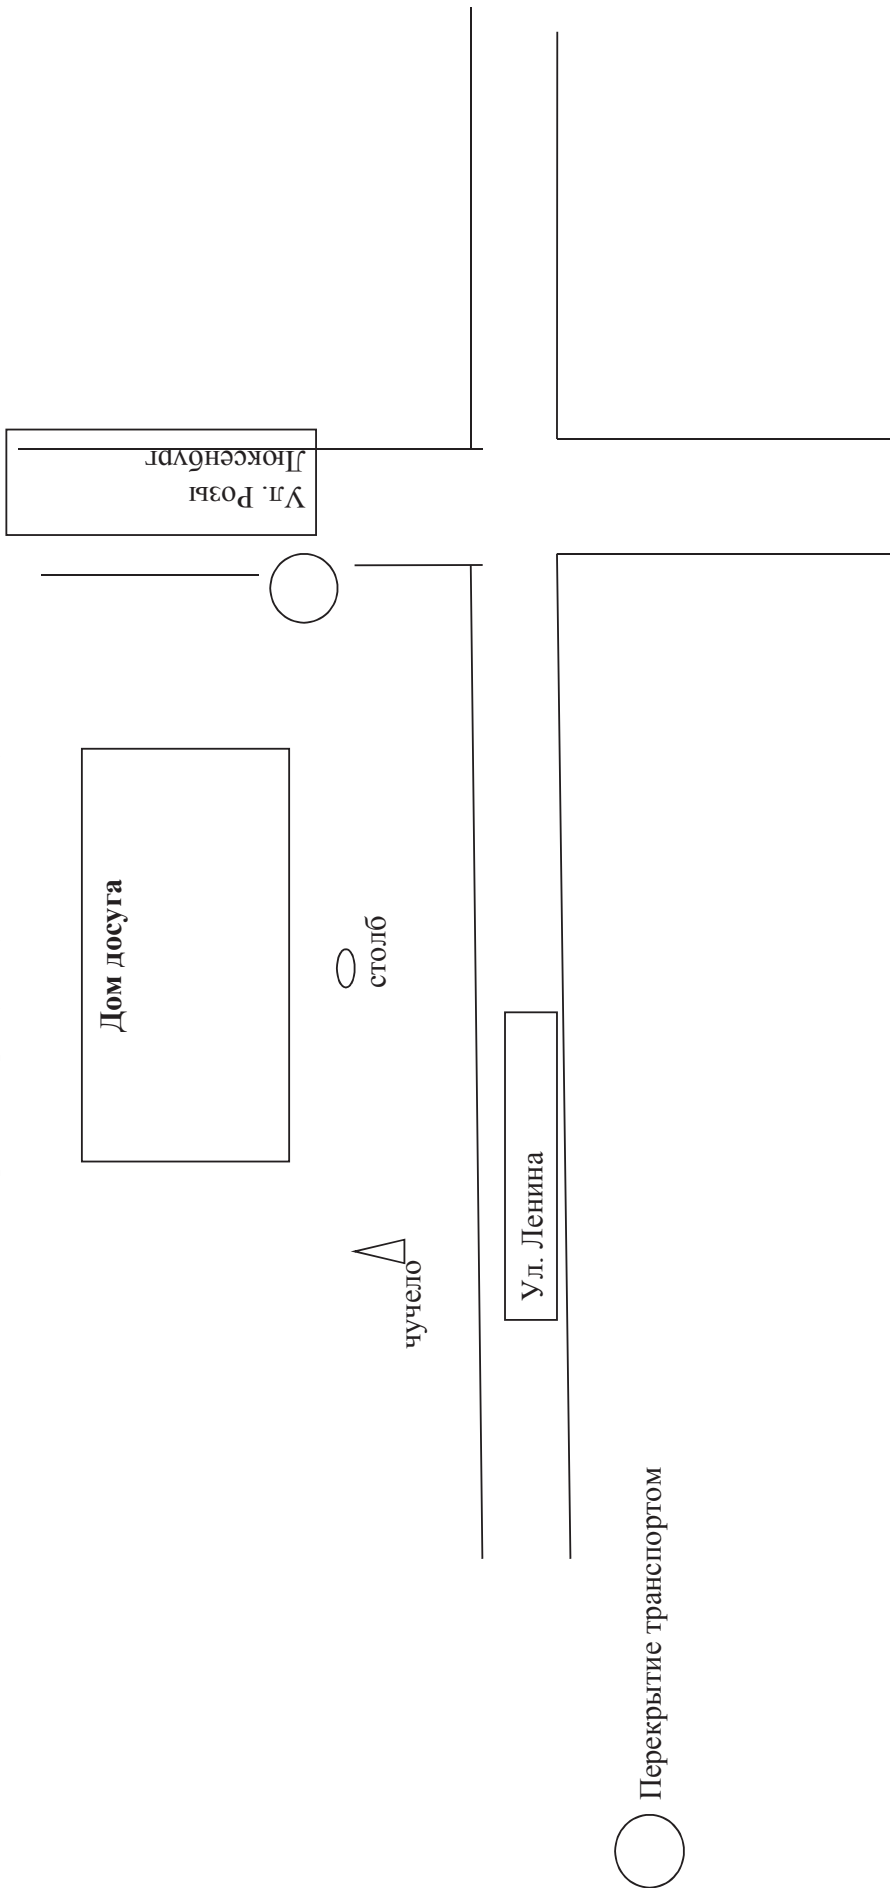 Ул. Розы
Люксенбург
Дом досуга
столб
чучело
Ул. Ленина
Перекрытие транспортом